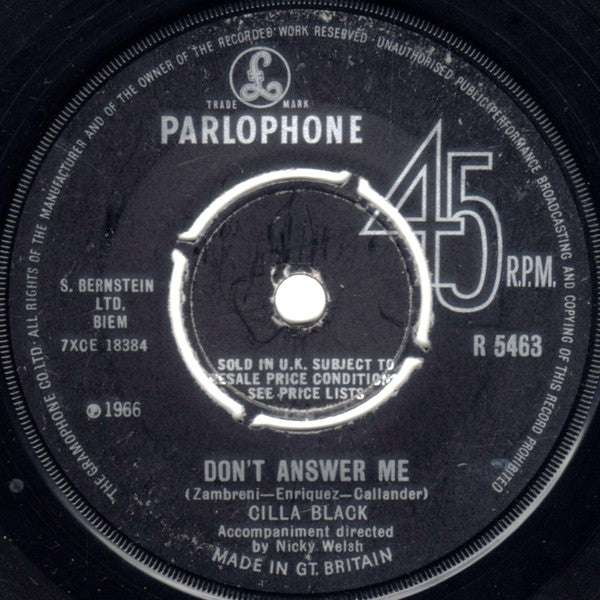 THE GRAMOPHONE CO. LTD. ALL RIGHTS OF THE MANUFACTURER AND OF THE OWNER OF THE RECORDED WORK RESERVED · UNAUTHORISED PUBLIC PERFORMANCE BROADCASTING AND COPYING OF THIS RECORD PROHIBITED
£
TRADE MARK
PARLOPHONE
45
R.P.M.
S. BERNSTEIN
LTD.
BIEM
7XCE 18384
R 5463
SOLD IN U.K. SUBJECT TO
RESALE PRICE CONDITIONS
SEE PRICE LISTS
℗1966
DON'T ANSWER ME
(Zambreni—Enriquez—Callander)
CILLA BLACK
Accompaniment directed
by Nicky Welsh
MADE IN GT. BRITAIN